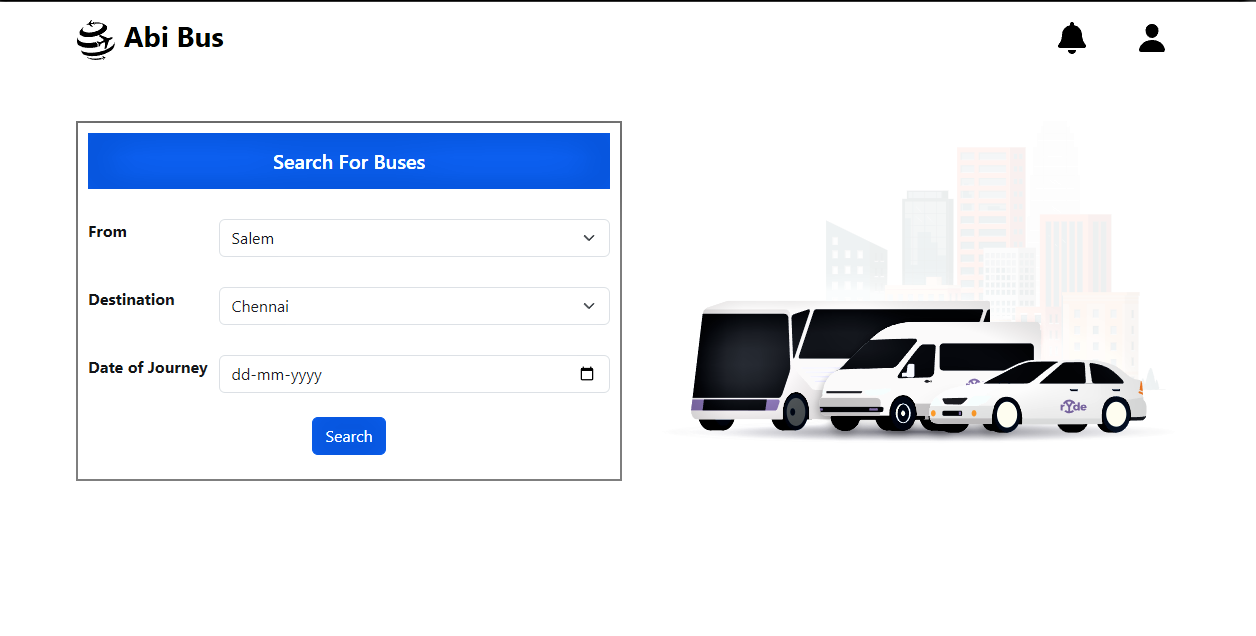 Abi Bus
Search For Buses
From
Salem
Destination
Chennai
Date of Journey
dd-mm-yyyy
Search
rYde